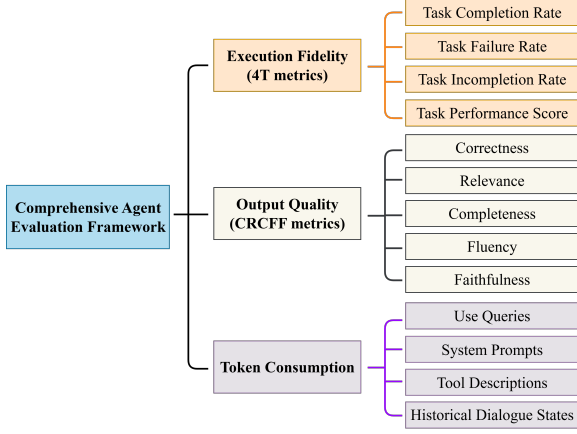 Comprehensive Agent
Evaluation Framework
Execution Fidelity
(4T metrics)
Task Completion Rate
Task Failure Rate
Task Incompletion Rate
Task Performance Score
Output Quality
(CRCFF metrics)
Correctness
Relevance
Completeness
Fluency
Faithfulness
Token Consumption
Use Queries
System Prompts
Tool Descriptions
Historical Dialogue States